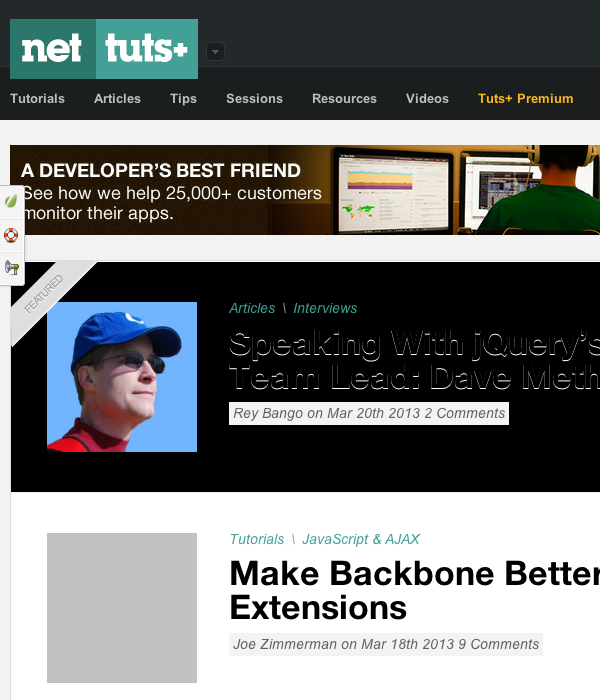 net tuts+
Tutorials Articles Tips Sessions Resources Videos Tuts+ Premium
A DEVELOPER'S BEST FRIEND
See how we help 25,000+ customers
monitor their apps.
FEATURED
Articles \ Interviews
Speaking With jQuery's
Team Lead: Dave Meth
Rey Bango on Mar 20th 2013 2 Comments
Tutorials \ JavaScript & AJAX
Make Backbone Better
Extensions
Joe Zimmerman on Mar 18th 2013 9 Comments